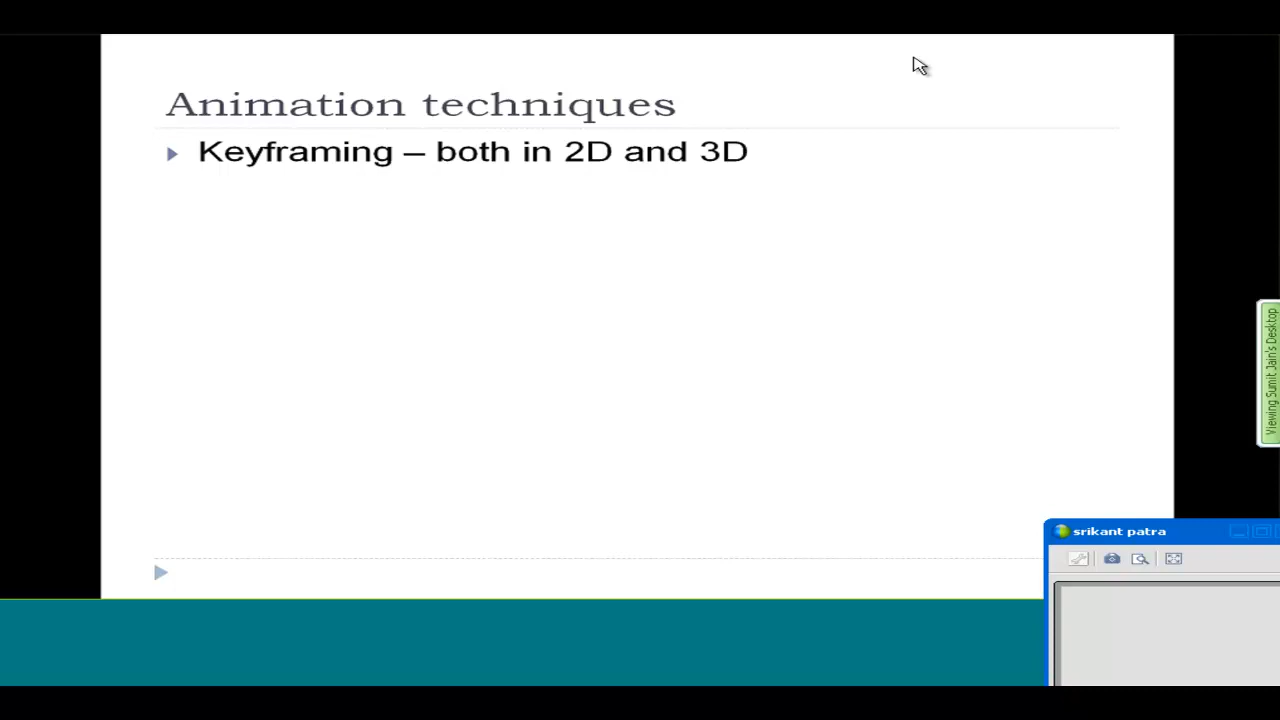 Animation techniques
Keyframing – both in 2D and 3D
Viewing Sumit Jain's Desktop
srikant patra